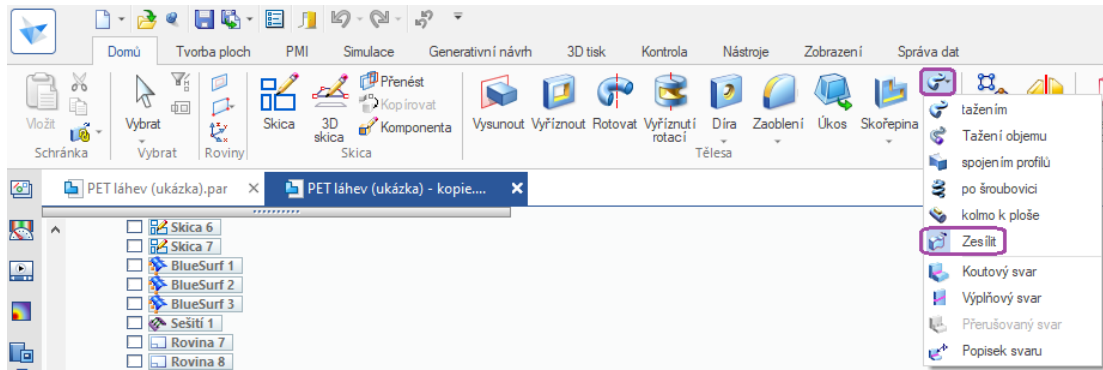 Domů Tvorba ploch PMI Simulace Generativní návrh 3D tisk Kontrola Nástroje Zobrazení Správa dat
Vložit
Schránka
Vybrat
Vybrat
Roviny
Skica
3D skica
Přenést
Kopírovat
Komponenta
Skica
Vysunout Vyříznout Rotovat Vyříznutí rotací Díra Zaoblení Úkos Skořepina
Tělesa
tažením
Tažení objemu
spojením profilů
po šroubovici
kolmo k ploše
Zesílit
Koutový svar
Výplňový svar
Přerušovaný svar
Popisek svaru
PET láhev (ukázka).par
PET láhev (ukázka) - kopie....
Skica 6
Skica 7
BlueSurf 1
BlueSurf 2
BlueSurf 3
Sešití 1
Rovina 7
Rovina 8